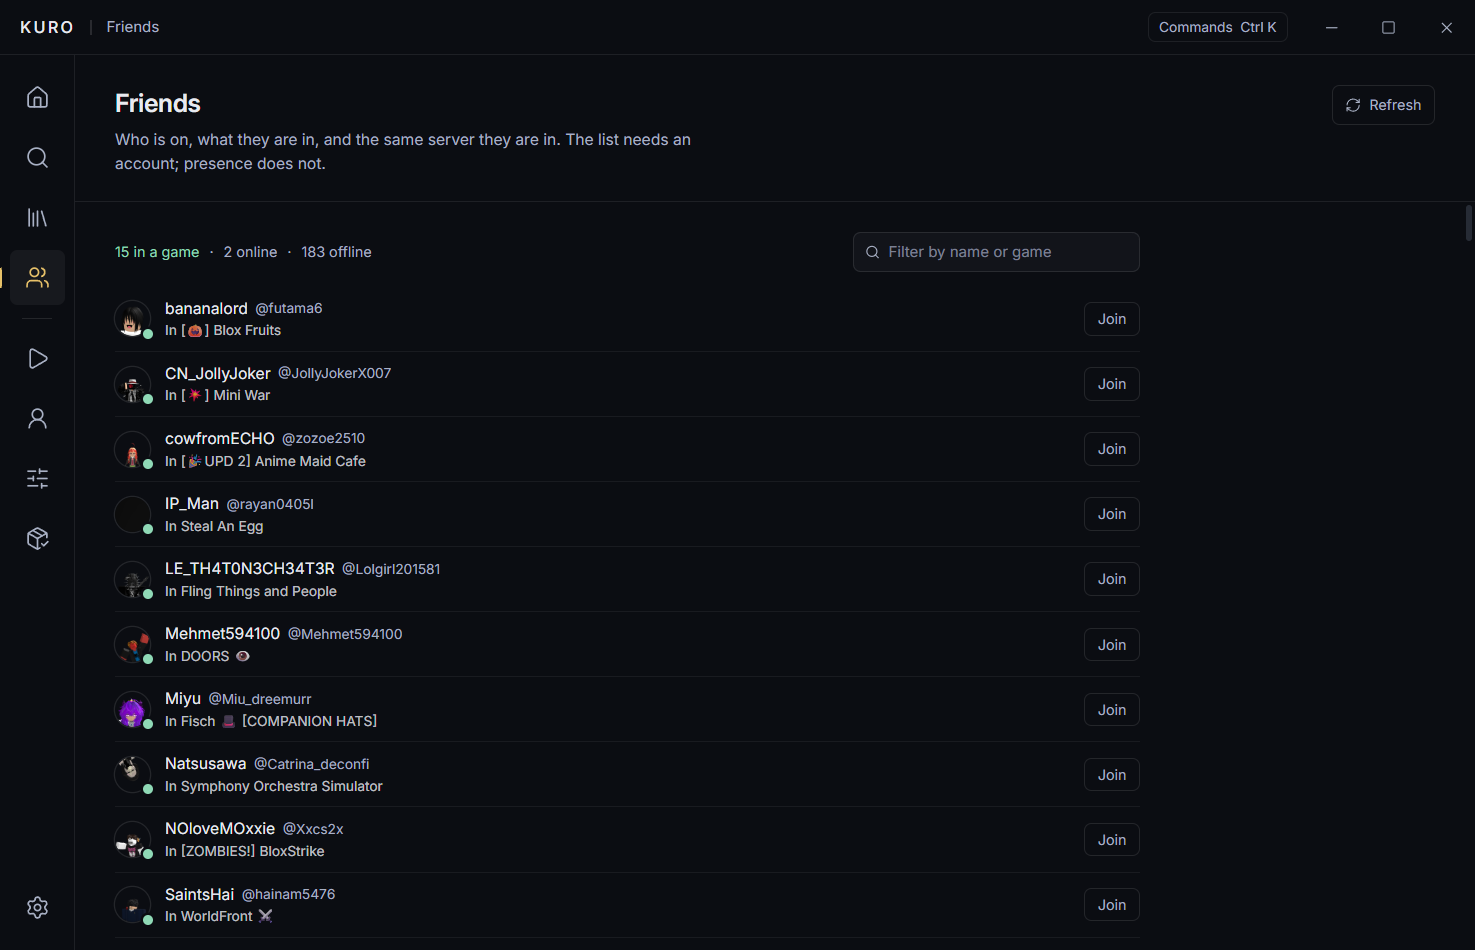 KURO | Friends
Commands Ctrl K
Friends
Refresh
Who is on, what they are in, and the same server they are in. The list needs an
account; presence does not.
15 in a game · 2 online · 183 offline
Filter by name or game
bananalord @futama6
In [🎃] Blox Fruits
Join
CN_JollyJoker @JollyJokerX007
In [💥] Mini War
Join
cowfromECHO @zozoe2510
In [🎉UPD 2] Anime Maid Cafe
Join
IP_Man @rayan0405l
In Steal An Egg
Join
LE_TH4T0N3CH34T3R @Lolgirl201581
In Fling Things and People
Join
Mehmet594100 @Mehmet594100
In DOORS 👁️
Join
Miyu @Miu_dreemurr
In Fisch 🎩 [COMPANION HATS]
Join
Natsusawa @Catrina_deconfi
In Symphony Orchestra Simulator
Join
NOloveMOxxie @Xxcs2x
In [ZOMBIES!] BloxStrike
Join
SaintsHai @hainam5476
In WorldFront ⚔️
Join